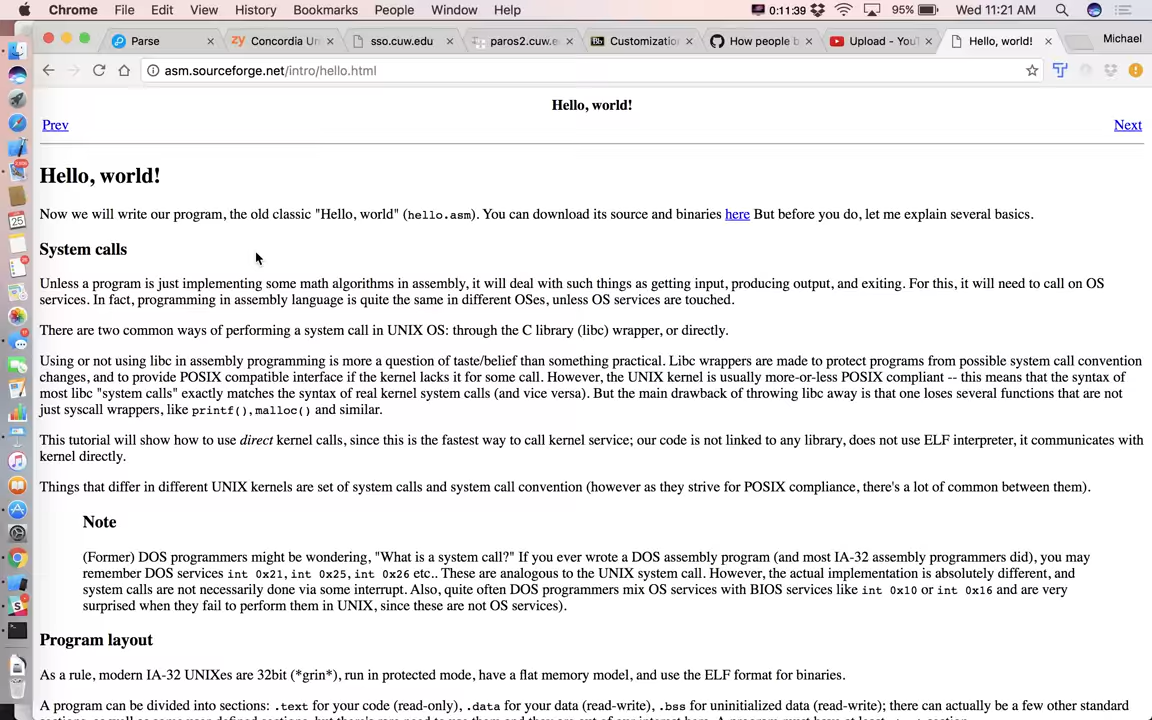 Chrome File Edit View History Bookmarks People Window Help 0:11:39 95% Wed 11:21 AM
Parse Concordia Un sso.cuw.edu paros2.cuw.e Customizatio How people b Upload - You Hello, world! Michael
asm.sourceforge.net/intro/hello.html
Hello, world!
Prev Next
Hello, world!
Now we will write our program, the old classic "Hello, world" (hello.asm). You can download its source and binaries here But before you do, let me explain several basics.
System calls
Unless a program is just implementing some math algorithms in assembly, it will deal with such things as getting input, producing output, and exiting. For this, it will need to call on OS
services. In fact, programming in assembly language is quite the same in different OSes, unless OS services are touched.
There are two common ways of performing a system call in UNIX OS: through the C library (libc) wrapper, or directly.
Using or not using libc in assembly programming is more a question of taste/belief than something practical. Libc wrappers are made to protect programs from possible system call convention
changes, and to provide POSIX compatible interface if the kernel lacks it for some call. However, the UNIX kernel is usually more-or-less POSIX compliant -- this means that the syntax of
most libc "system calls" exactly matches the syntax of real kernel system calls (and vice versa). But the main drawback of throwing libc away is that one loses several functions that are not
just syscall wrappers, like printf(), malloc() and similar.
This tutorial will show how to use direct kernel calls, since this is the fastest way to call kernel service; our code is not linked to any library, does not use ELF interpreter, it communicates with
kernel directly.
Things that differ in different UNIX kernels are set of system calls and system call convention (however as they strive for POSIX compliance, there's a lot of common between them).
Note
(Former) DOS programmers might be wondering, "What is a system call?" If you ever wrote a DOS assembly program (and most IA-32 assembly programmers did), you may
remember DOS services int 0x21, int 0x25, int 0x26 etc.. These are analogous to the UNIX system call. However, the actual implementation is absolutely different, and
system calls are not necessarily done via some interrupt. Also, quite often DOS programmers mix OS services with BIOS services like int 0x10 or int 0x16 and are very
surprised when they fail to perform them in UNIX, since these are not OS services).
Program layout
As a rule, modern IA-32 UNIXes are 32bit (*grin*), run in protected mode, have a flat memory model, and use the ELF format for binaries.
A program can be divided into sections: .text for your code (read-only), .data for your data (read-write), .bss for uninitialized data (read-write); there can actually be a few other standard